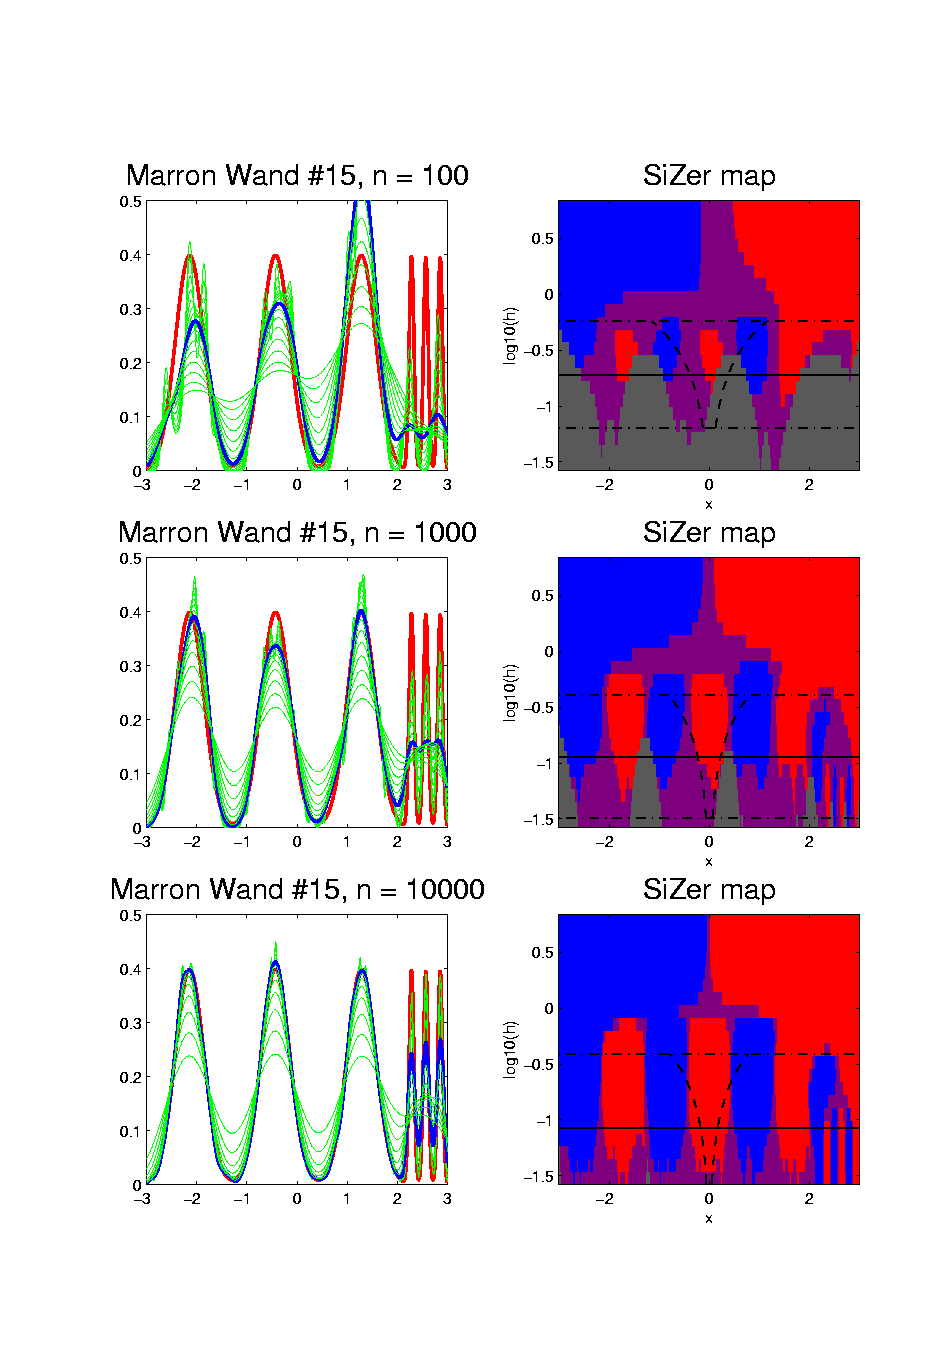 Marron Wand #15, n = 100
SiZer map
0.5
0.4
0.3
0.2
0.1
0
−3 −2 −1 0 1 2 3
log10(h)
0.5
0
−0.5
−1
−1.5
−2 0 2
x
Marron Wand #15, n = 1000
SiZer map
0.5
0.4
0.3
0.2
0.1
0
−3 −2 −1 0 1 2 3
log10(h)
0.5
0
−0.5
−1
−1.5
−2 0 2
x
Marron Wand #15, n = 10000
SiZer map
0.5
0.4
0.3
0.2
0.1
0
−3 −2 −1 0 1 2 3
log10(h)
0.5
0
−0.5
−1
−1.5
−2 0 2
x